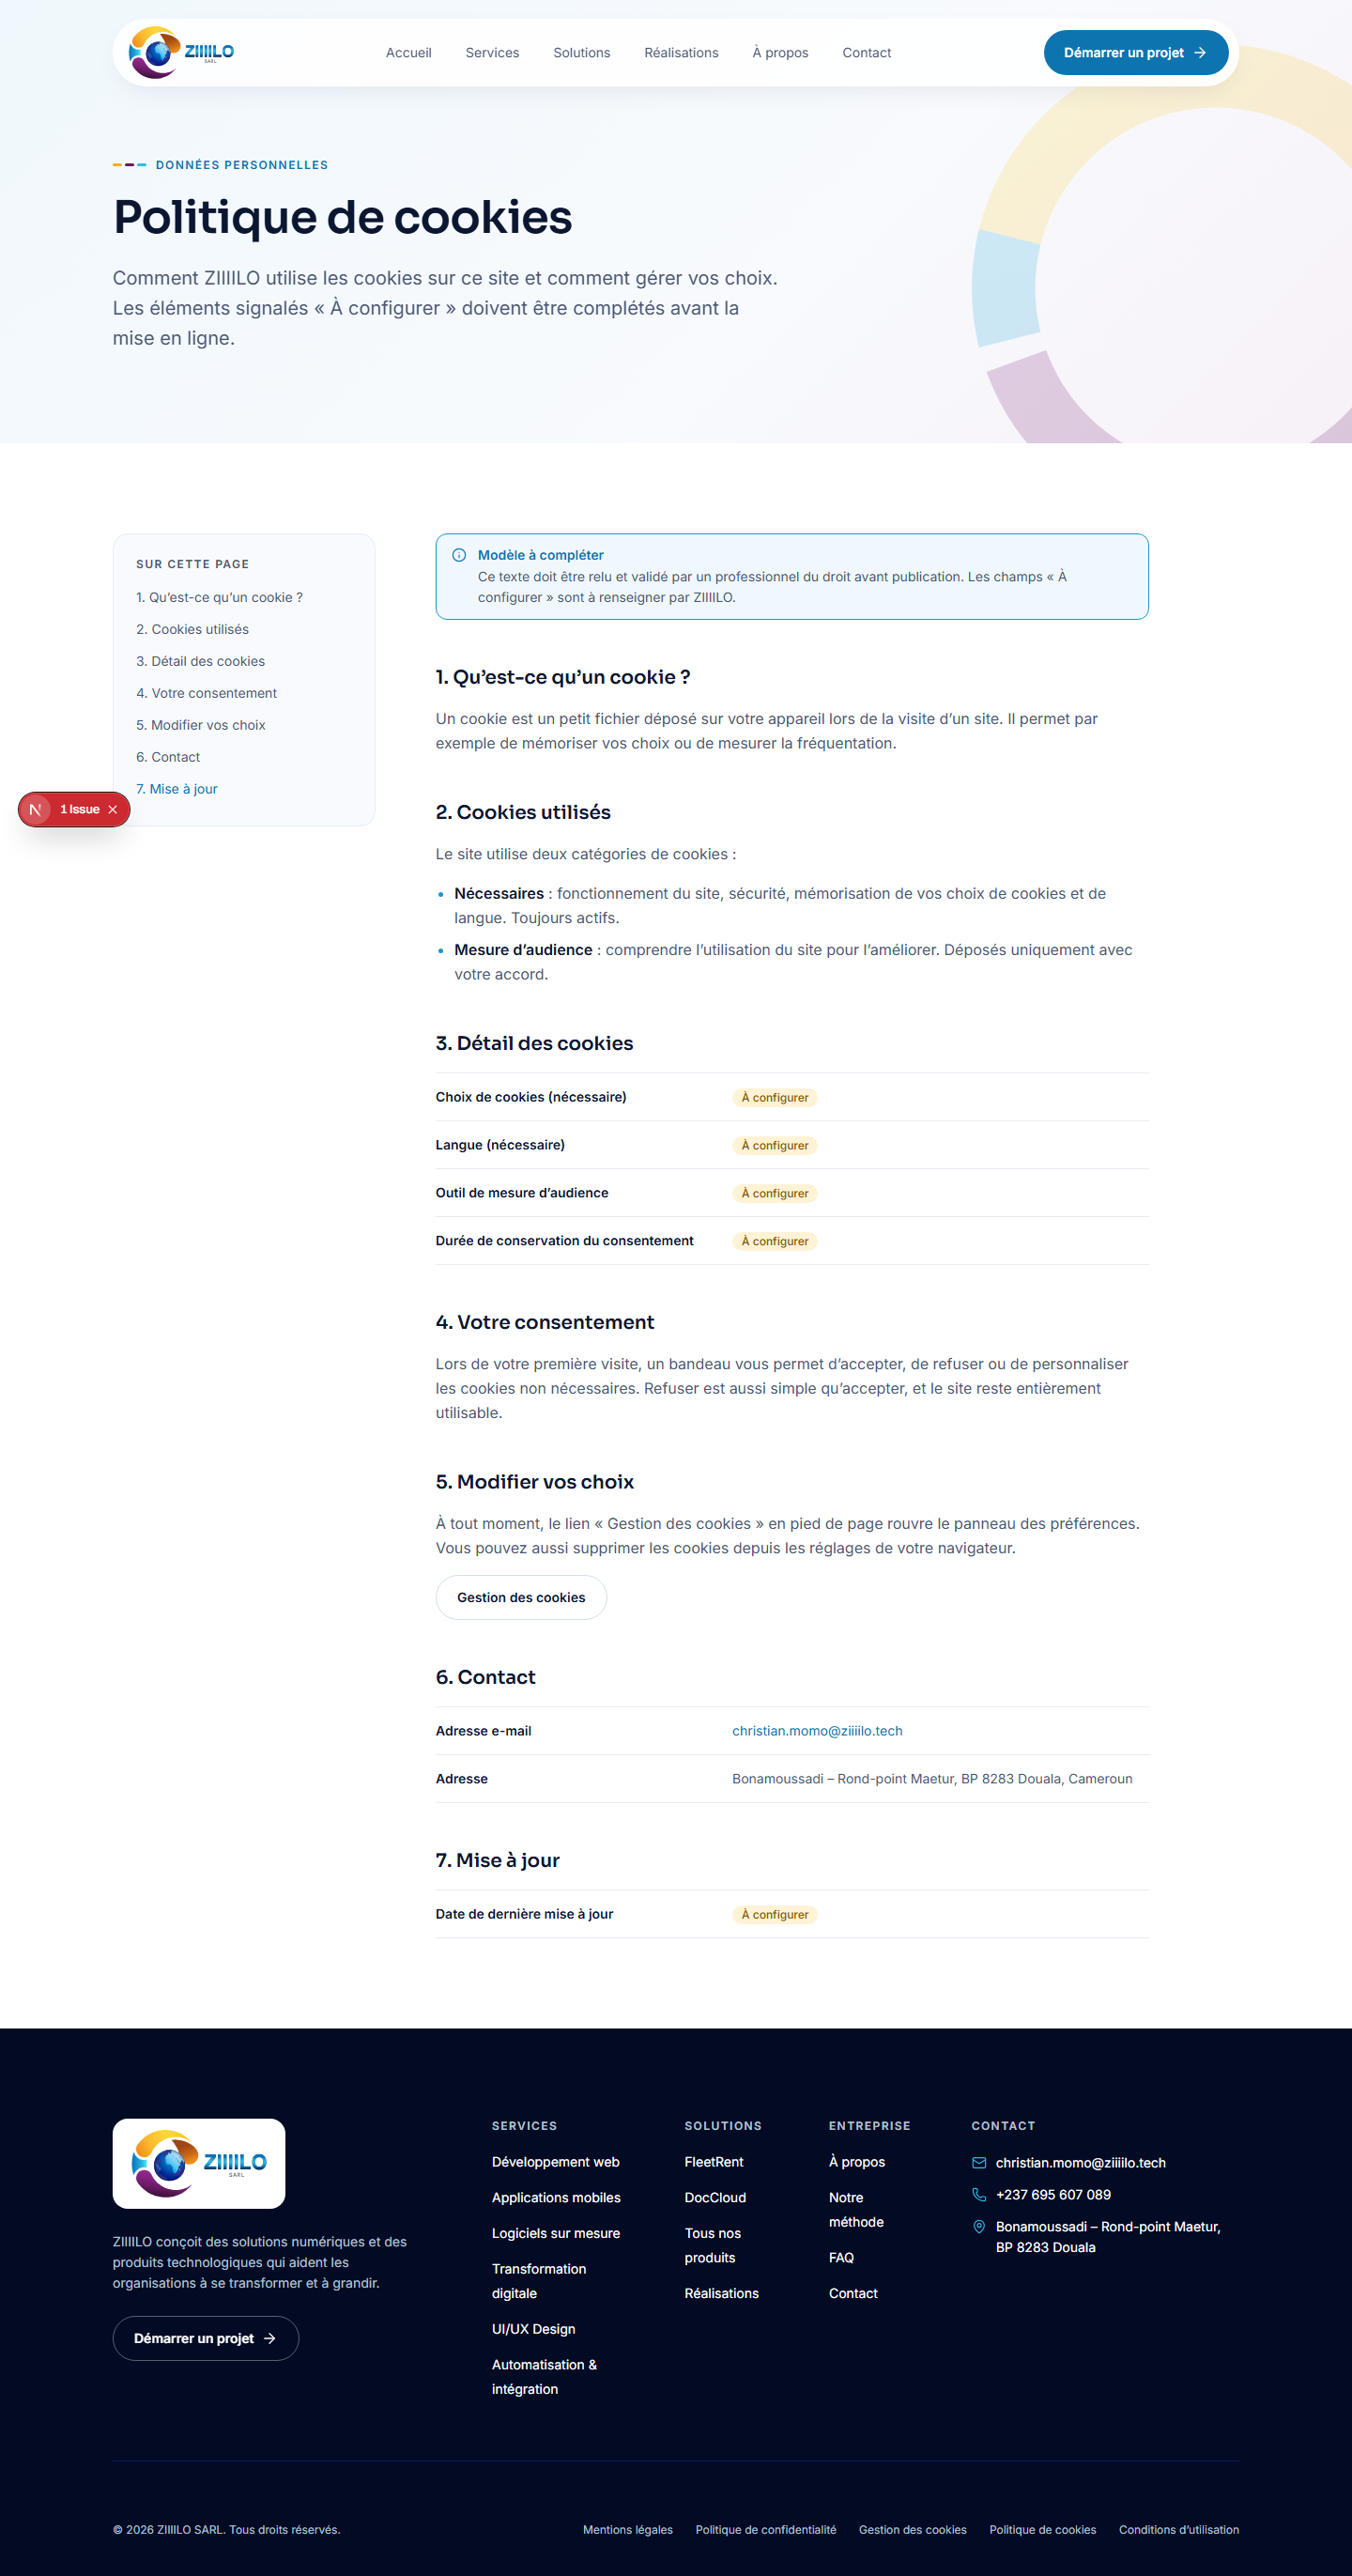 ZIIIILO
SARL
Accueil
Services
Solutions
Réalisations
À propos
Contact
Démarrer un projet
DONNÉES PERSONNELLES
Politique de cookies
Comment ZIIIILO utilise les cookies sur ce site et comment gérer vos choix.
Les éléments signalés « À configurer » doivent être complétés avant la
mise en ligne.
SUR CETTE PAGE
1. Qu’est-ce qu’un cookie ?
2. Cookies utilisés
3. Détail des cookies
4. Votre consentement
5. Modifier vos choix
6. Contact
7. Mise à jour
N 1 Issue
Modèle à compléter
Ce texte doit être relu et validé par un professionnel du droit avant publication. Les champs « À
configurer » sont à renseigner par ZIIIILO.
1. Qu’est-ce qu’un cookie ?
Un cookie est un petit fichier déposé sur votre appareil lors de la visite d’un site. Il permet par
exemple de mémoriser vos choix ou de mesurer la fréquentation.
2. Cookies utilisés
Le site utilise deux catégories de cookies :
Nécessaires : fonctionnement du site, sécurité, mémorisation de vos choix de cookies et de
langue. Toujours actifs.
Mesure d’audience : comprendre l’utilisation du site pour l’améliorer. Déposés uniquement avec
votre accord.
3. Détail des cookies
Choix de cookies (nécessaire) À configurer
Langue (nécessaire) À configurer
Outil de mesure d’audience À configurer
Durée de conservation du consentement À configurer
4. Votre consentement
Lors de votre première visite, un bandeau vous permet d’accepter, de refuser ou de personnaliser
les cookies non nécessaires. Refuser est aussi simple qu’accepter, et le site reste entièrement
utilisable.
5. Modifier vos choix
À tout moment, le lien « Gestion des cookies » en pied de page rouvre le panneau des préférences.
Vous pouvez aussi supprimer les cookies depuis les réglages de votre navigateur.
Gestion des cookies
6. Contact
Adresse e-mail christian.momo@ziiiilo.tech
Adresse Bonamoussadi – Rond-point Maetur, BP 8283 Douala, Cameroun
7. Mise à jour
Date de dernière mise à jour À configurer
ZIIIILO
SARL
ZIIIILO conçoit des solutions numériques et des
produits technologiques qui aident les
organisations à se transformer et à grandir.
Démarrer un projet
SERVICES
Développement web
Applications mobiles
Logiciels sur mesure
Transformation
digitale
UI/UX Design
Automatisation &
intégration
SOLUTIONS
FleetRent
DocCloud
Tous nos
produits
Réalisations
ENTREPRISE
À propos
Notre
méthode
FAQ
Contact
CONTACT
christian.momo@ziiiilo.tech
+237 695 607 089
Bonamoussadi – Rond-point Maetur,
BP 8283 Douala
© 2026 ZIIIILO SARL. Tous droits réservés.
Mentions légales
Politique de confidentialité
Gestion des cookies
Politique de cookies
Conditions d’utilisation